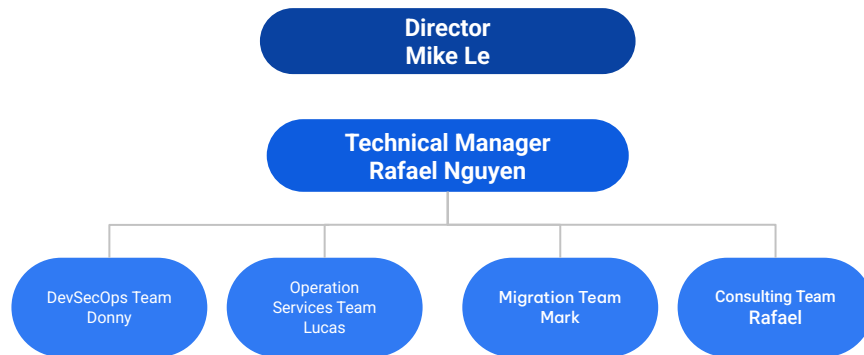 Director
Mike Le
Technical Manager
Rafael Nguyen
DevSecOps Team
Donny
Operation
Services Team
Lucas
Migration Team
Mark
Consulting Team
Rafael